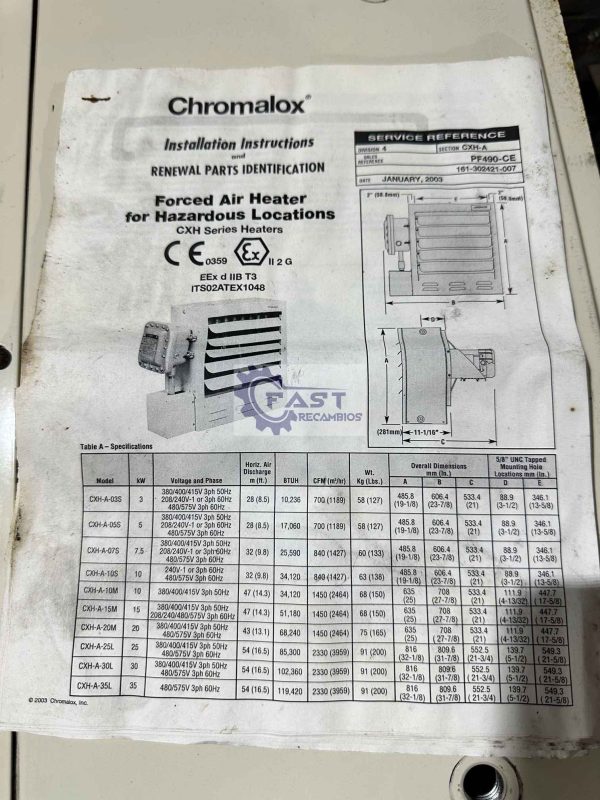 Chromalox®
Installation Instructions
and
RENEWAL PARTS IDENTIFICATION
SERVICE REFERENCE
DIVISION 4 SECTION CXH-A
SALES REFERENCE PF490-CE
161-302421-007
DATE JANUARY, 2003
Forced Air Heater
for Hazardous Locations
CXH Series Heaters
CE 0359 Ex II 2 G
EEx d IIB T3
ITS02ATEX1048
E
A
B
D
A
(281mm) 11-1/16"
C
FAST
RECAMBIOS
Table A – Specifications
Model kW Voltage and Phase Horiz. Air Discharge m (ft.) BTUH CFM (m³/hr) Wt. Kg (Lbs.) Overall Dimensions mm (In.) A B C 5/8" UNC Tapped Mounting Hole Locations mm (In.) D E
CXH-A-03S 3 380/400/415V 3ph 50Hz 208/240V-1 or 3ph 60Hz 480/575V 3ph 60Hz 28 (8.5) 10,236 700 (1189) 58 (127) 485.8 (19-1/8) 606.4 (23-7/8) 533.4 (21) 88.9 (3-1/2) 346.1 (13-5/8)
CXH-A-05S 5 380/400/415V 3ph 50Hz 208/240V-1 or 3ph 60Hz 480/575V 3ph 60Hz 28 (8.5) 17,060 700 (1189) 58 (127) 485.8 (19-1/8) 606.4 (23-7/8) 533.4 (21) 88.9 (3-1/2) 346.1 (13-5/8)
CXH-A-07S 7.5 380/400/415V 3ph 50Hz 208/240V-1 or 3ph 60Hz 480/575V 3ph 60Hz 32 (9.8) 25,590 840 (1427) 60 (133) 485.8 (19-1/8) 606.4 (23-7/8) 533.4 (21) 88.9 (3-1/2) 346.1 (13-5/8)
CXH-A-10S 10 240V-1 or 3ph 60Hz 480/575V 3ph 60Hz 32 (9.8) 34,120 840 (1427) 63 (138) 485.8 (19-1/8) 606.4 (23-7/8) 533.4 (21) 88.9 (3-1/2) 346.1 (13-5/8)
CXH-A-10M 10 380/400/415V 3ph 50Hz 47 (14.3) 34,120 1450 (2464) 68 (150) 635 (25) 708 (27-7/8) 533.4 (21) 111.9 (4-13/32) 447.7 (17-5/8)
CXH-A-15M 15 380/400/415V 3ph 50Hz 208/240/480/575V 3ph 60Hz 47 (14.3) 51,180 1450 (2464) 68 (150) 635 (25) 708 (27-7/8) 533.4 (21) 111.9 (4-13/32) 447.7 (17-5/8)
CXH-A-20M 20 380/400/415V 3ph 50Hz 480/575V 3ph 60Hz 43 (13.1) 68,240 1450 (2464) 75 (165) 635 (25) 708 (27-7/8) 533.4 (21) 111.9 (4-13/32) 447.7 (17-5/8)
CXH-A-25L 25 380/400/415V 3ph 50Hz 480/575V 3ph 60Hz 54 (16.5) 85,300 2330 (3959) 91 (200) 816 (32-1/8) 809.6 (31-7/8) 552.5 (21-3/4) 139.7 (5-1/2) 549.3 (21-5/8)
CXH-A-30L 30 380/400/415V 3ph 50Hz 480/575V 3ph 60Hz 54 (16.5) 102,360 2330 (3959) 91 (200) 816 (32-1/8) 809.6 (31-7/8) 552.5 (21-3/4) 139.7 (5-1/2) 549.3 (21-5/8)
CXH-A-35L 35 480/575V 3ph 60Hz 54 (16.5) 119,420 2330 (3959) 91 (200) 816 (32-1/8) 809.6 (31-7/8) 552.5 (21-3/4) 139.7 (5-1/2) 549.3 (21-5/8)
© 2003 Chromalox, Inc.